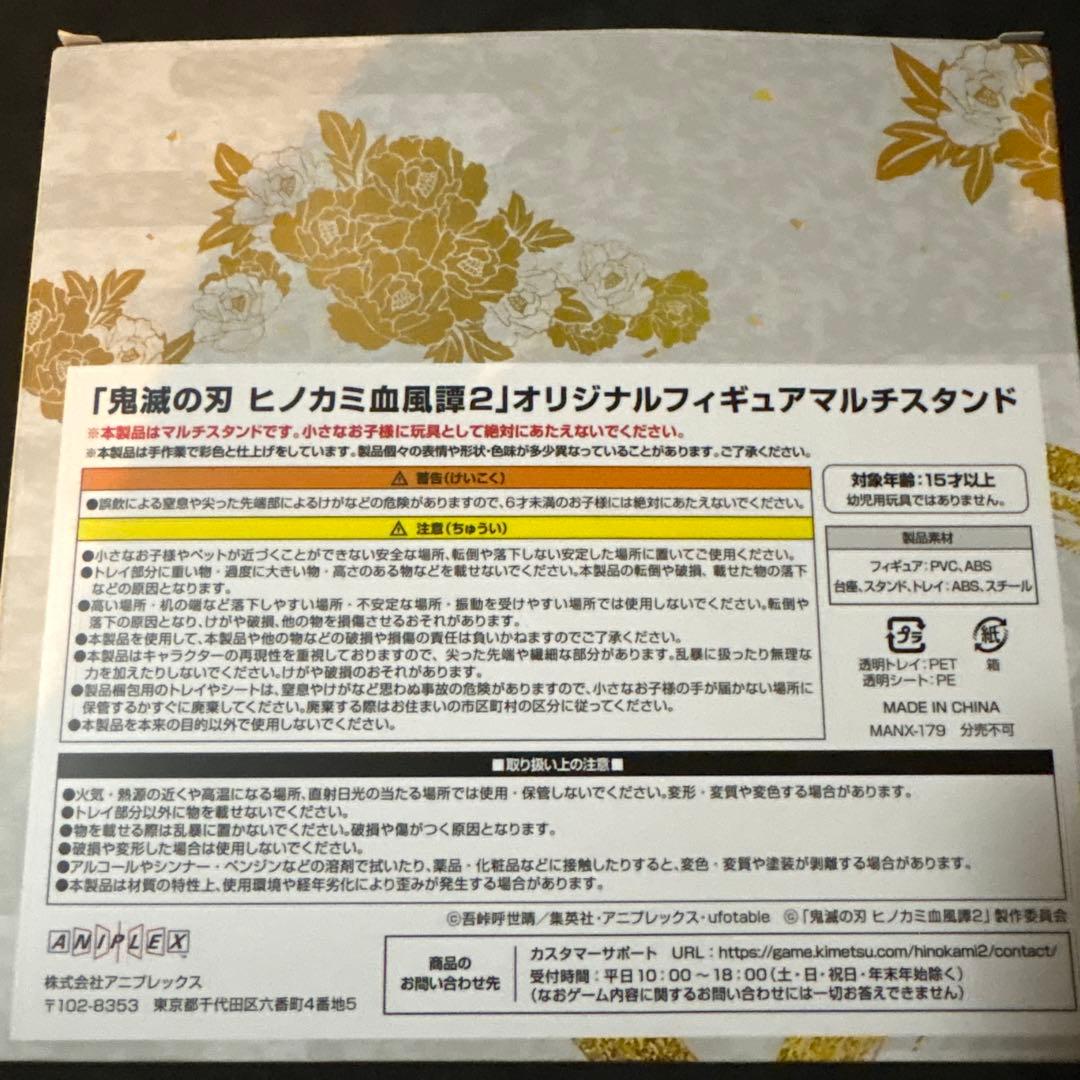 「鬼滅の刃 ヒノカミ血風譚2」オリジナルフィギュアマルチスタンド
※本製品はマルチスタンドです。小さなお子様に玩具として絶対にあたえないでください。
※本製品は手作業で彩色と仕上げをしています。製品個々の表情や形状・色味が多少異なっていることがあります。ご了承ください。
警告(けいこく)
●誤飲による窒息や尖った先端部によるけがなどの危険がありますので、6才未満のお子様には絶対にあたえないでください。
注意(ちゅうい)
●小さなお子様やペットが近づくことができない安全な場所、転倒や落下しない安定した場所に置いてご使用ください。
●トレイ部分に重い物・過度に大きい物・高さのある物などを載せないでください。本製品の転倒や破損、載せた物の落下
などの原因となります。
●高い場所・机の端など落下しやすい場所・不安定な場所・振動を受けやすい場所では使用しないでください。転倒や
落下の原因となり、けがや破損、他の物を損傷させるおそれがあります。
●本製品を使用して、本製品や他の物などの破損や損傷の責任は負いかねますのでご了承ください。
●本製品はキャラクターの再現性を重視しておりますので、尖った先端や繊細な部分があります。乱暴に扱ったり無理な
力を加えたりしないでください。けがや破損のおそれがあります。
●製品梱包用のトレイやシートは、窒息やけがなど思わぬ事故の危険がありますので、小さなお子様の手が届かない場所に
保管するかすぐに廃棄してください。廃棄する際はお住まいの市区町村の区分に従ってください。
●本製品を本来の目的以外で使用しないでください。
対象年齢:15才以上
幼児用玩具ではありません。
製品素材
フィギュア:PVC、ABS
台座、スタンド、トレイ:ABS、スチール
プラ
紙
透明トレイ:PET
透明シート:PE
箱
MADE IN CHINA
MANX-179 分売不可
■取り扱い上の注意■
●火気・熱源の近くや高温になる場所、直射日光の当たる場所では使用・保管しないでください。変形・変質や変色する場合があります。
●トレイ部分以外に物を載せないでください。
●物を載せる際は乱暴に置かないでください。破損や傷がつく原因となります。
●破損や変形した場合は使用しないでください。
●アルコールやシンナー・ベンジンなどの溶剤で拭いたり、薬品・化粧品などに接触したりすると、変色・変質や塗装が剥離する場合があります。
●本製品は材質の特性上、使用環境や経年劣化により歪みが発生する場合があります。
©吾峠呼世晴/集英社・アニプレックス・ufotable ©「鬼滅の刃 ヒノカミ血風譚2」製作委員会
ANIPLEX
株式会社アニプレックス
〒102-8353 東京都千代田区六番町4番地5
商品の
お問い合わせ先
カスタマーサポート URL:https://game.kimetsu.com/hinokami2/contact/
受付時間:平日10:00~18:00(土・日・祝日・年末年始除く)
(なおゲーム内容に関するお問い合わせには一切お答えできません)